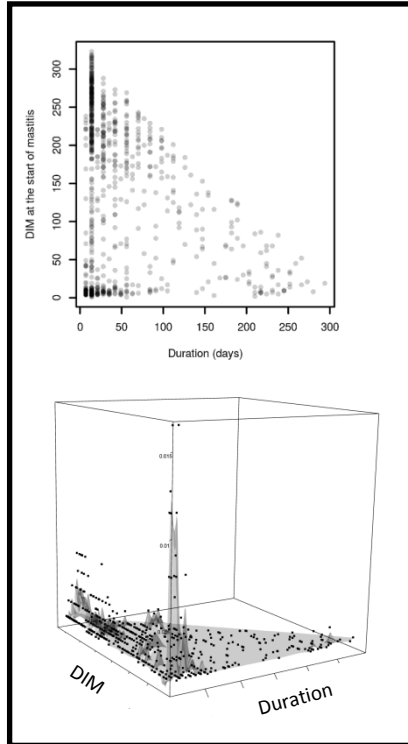 DIM at the start of mastitis
300
250
200
150
100
50
0
0 50 100 150 200 250 300
Duration (days)
0.015
0.01
DIM
Duration